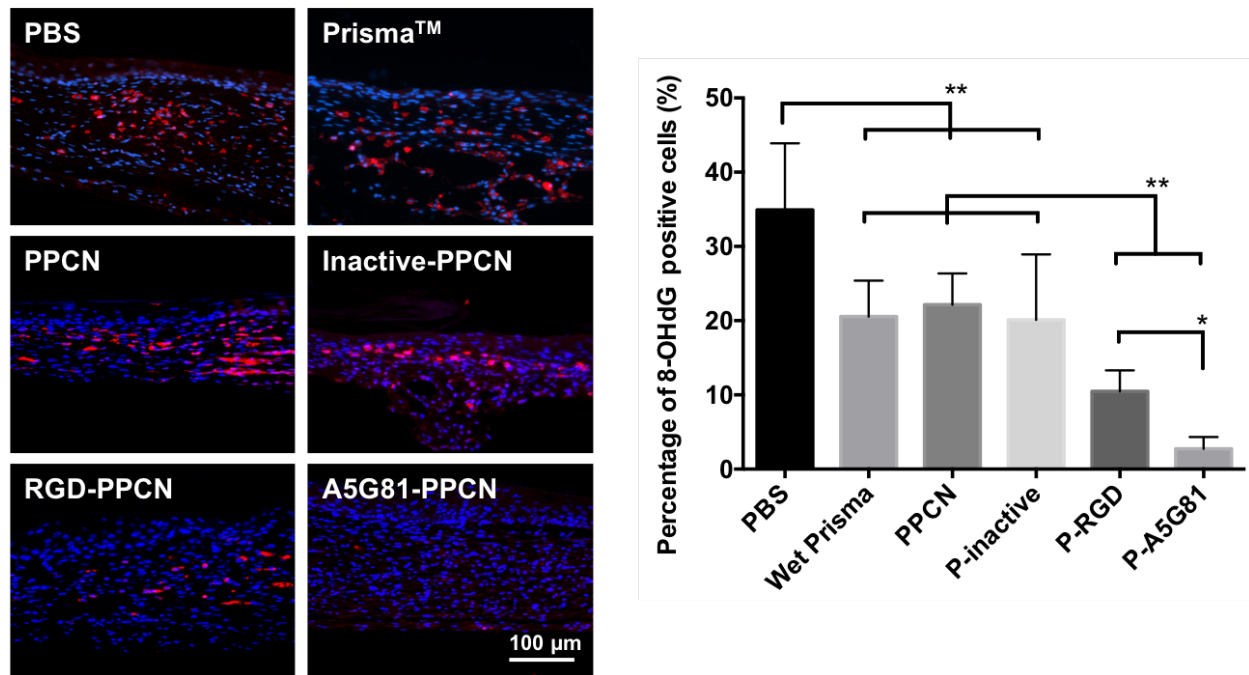 PBS
Prisma™
PPCN
Inactive-PPCN
RGD-PPCN
A5G81-PPCN
100 µm
Percentage of 8-OHdG positive cells (%)
50
40
30
20
10
0
**
**
*
PBS
Wet Prisma
PPCN
P-inactive
P-RGD
P-A5G81